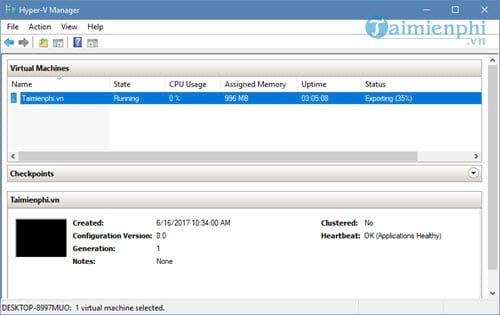 Hyper-V Manager
File Action View Help
Taimienphi
.vn
Virtual Machines
Name State CPU Usage Assigned Memory Uptime Status
Taimienphi.vn Running 0 % 996 MB 03:05:08 Exporting (35%)
Checkpoints
Taimienphi.vn
Created: 6/16/2017 10:34:00 AM Clustered: No
Configuration Version: 8.0 Heartbeat: OK (Applications Healthy)
Generation: 1
Notes: None
DESKTOP-8997MUO: 1 virtual machine selected.